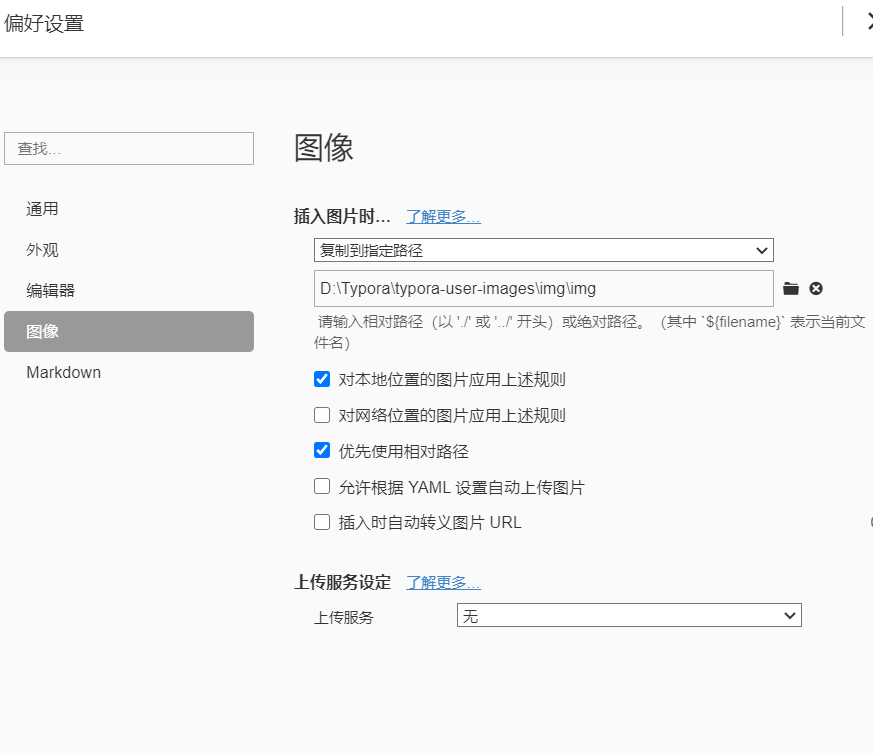 偏好设置
查找...
图像
通用
外观
编辑器
图像
Markdown
插入图片时... 了解更多...
复制到指定路径
D:\Typora\typora-user-images\img\img
请输入相对路径（以 './' 或 '../' 开头）或绝对路径。（其中 `${filename}` 表示当前文
件名）
对本地位置的图片应用上述规则
对网络位置的图片应用上述规则
优先使用相对路径
允许根据 YAML 设置自动上传图片
插入时自动转义图片 URL
上传服务设定 了解更多...
上传服务 无